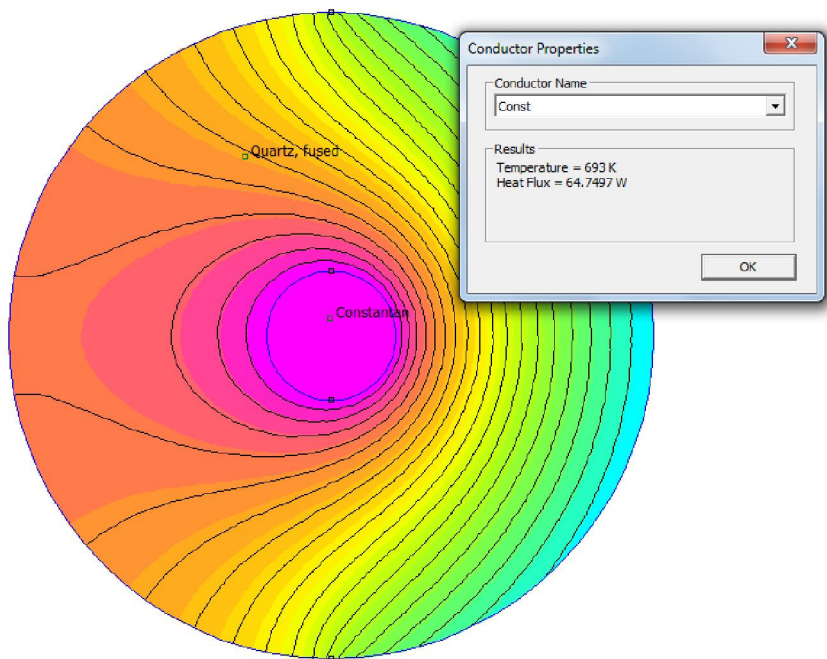 Conductor Properties
Conductor Name
Const
Results
Temperature = 693 K
Heat Flux = 64.7497 W
OK
Quartz, fused
Constantan